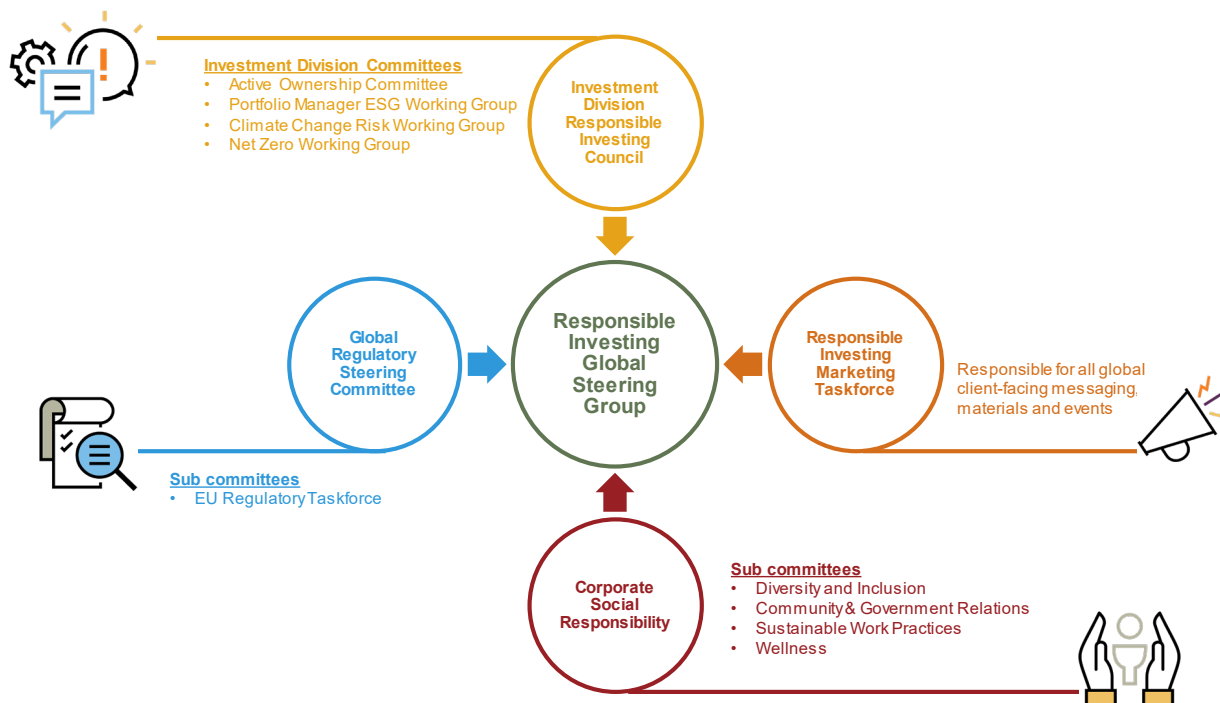 Investment Division Committees
• Active Ownership Committee
• Portfolio Manager ESG Working Group
• Climate Change Risk Working Group
• Net Zero Working Group
Investment
Division
Responsible
Investing
Council
Global
Regulatory
Steering
Committee
Responsible
Investing
Global
Steering
Group
Responsible
Investing
Marketing
Taskforce
Responsible for all global
client-facing messaging,
materials and events
Sub committees
• EU Regulatory Taskforce
Corporate
Social
Responsibility
Sub committees
• Diversity and Inclusion
• Community & Government Relations
• Sustainable Work Practices
• Wellness